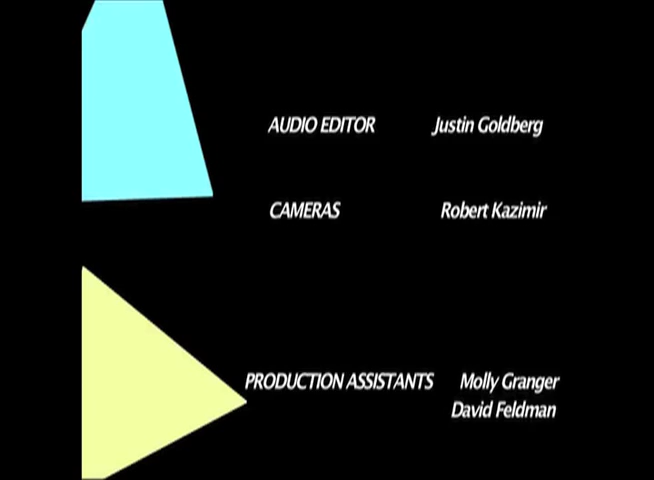 AUDIO EDITOR Justin Goldberg
CAMERAS Robert Kazimir
PRODUCTION ASSISTANTS Molly Granger
David Feldman